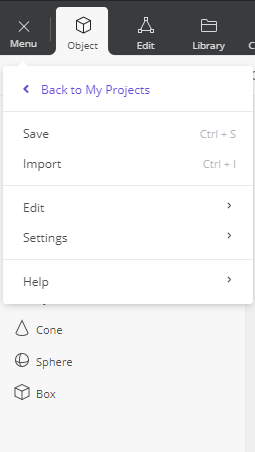 Menu
Object
Edit
Library
Back to My Projects
Save Ctrl + S
Import Ctrl + I
Edit
Settings
Help
Cone
Sphere
Box